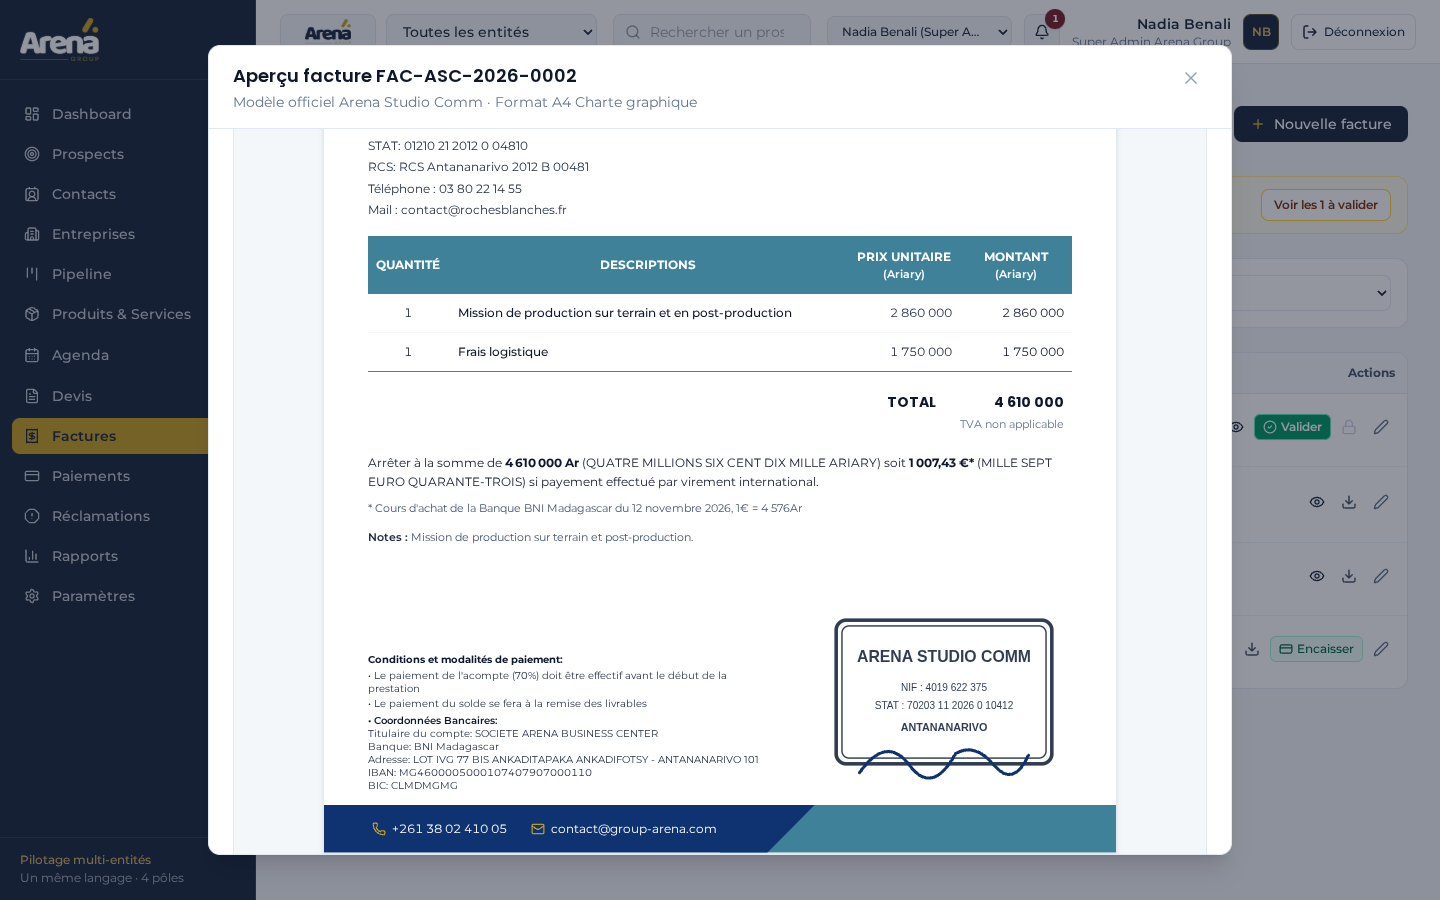 Arena
GROUP
Dashboard
Prospects
Contacts
Entreprises
Pipeline
Produits & Services
Agenda
Devis
Factures
Paiements
Réclamations
Rapports
Paramètres
Pilotage multi-entités
Un même langage · 4 pôles
Arena
Toutes les entités
Rechercher un pros
Nadia Benali (Super A...
1
Nadia Benali
Super Admin Arena Group
NB
Déconnexion
Nouvelle facture
Voir les 1 à valider
Actions
Valider
Encaisser
Aperçu facture FAC-ASC-2026-0002
Modèle officiel Arena Studio Comm · Format A4 Charte graphique
STAT: 01210 21 2012 0 04810
RCS: RCS Antananarivo 2012 B 00481
Téléphone : 03 80 22 14 55
Mail : contact@rochesblanches.fr
QUANTITÉ DESCRIPTIONS PRIX UNITAIRE (Ariary) MONTANT (Ariary)
1 Mission de production sur terrain et en post-production 2 860 000 2 860 000
1 Frais logistique 1 750 000 1 750 000
TOTAL 4 610 000
TVA non applicable
Arrêter à la somme de 4 610 000 Ar (QUATRE MILLIONS SIX CENT DIX MILLE ARIARY) soit 1 007,43 €* (MILLE SEPT
EURO QUARANTE-TROIS) si payement effectué par virement international.
* Cours d'achat de la Banque BNI Madagascar du 12 novembre 2026, 1€ = 4 576Ar
Notes : Mission de production sur terrain et post-production.
Conditions et modalités de paiement:
• Le paiement de l'acompte (70%) doit être effectif avant le début de la
prestation
• Le paiement du solde se fera à la remise des livrables
• Coordonnées Bancaires:
Titulaire du compte: SOCIETE ARENA BUSINESS CENTER
Banque: BNI Madagascar
Adresse: LOT IVG 77 BIS ANKADITAPAKA ANKADIFOTSY - ANTANANARIVO 101
IBAN: MG4600005000107407907000110
BIC: CLMDMGMG
ARENA STUDIO COMM
NIF : 4019 622 375
STAT : 70203 11 2026 0 10412
ANTANANARIVO
+261 38 02 410 05
contact@group-arena.com